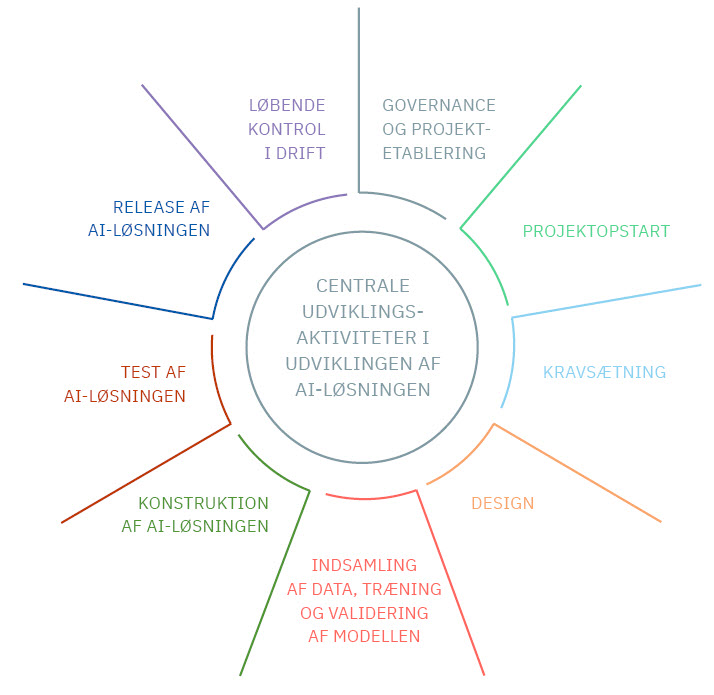 GOVERNANCE
OG PROJEKT-
ETABLERING
PROJEKTOPSTART
KRAVSÆTNING
DESIGN
INDSAMLING
AF DATA, TRÆNING
OG VALIDERING
AF MODELLEN
KONSTRUKTION
AF AI-LØSNINGEN
TEST AF
AI-LØSNINGEN
RELEASE AF
AI-LØSNINGEN
LØBENDE
KONTROL
I DRIFT
CENTRALE
UDVIKLINGS-
AKTIVITETER I
UDVIKLINGEN AF
AI-LØSNINGEN